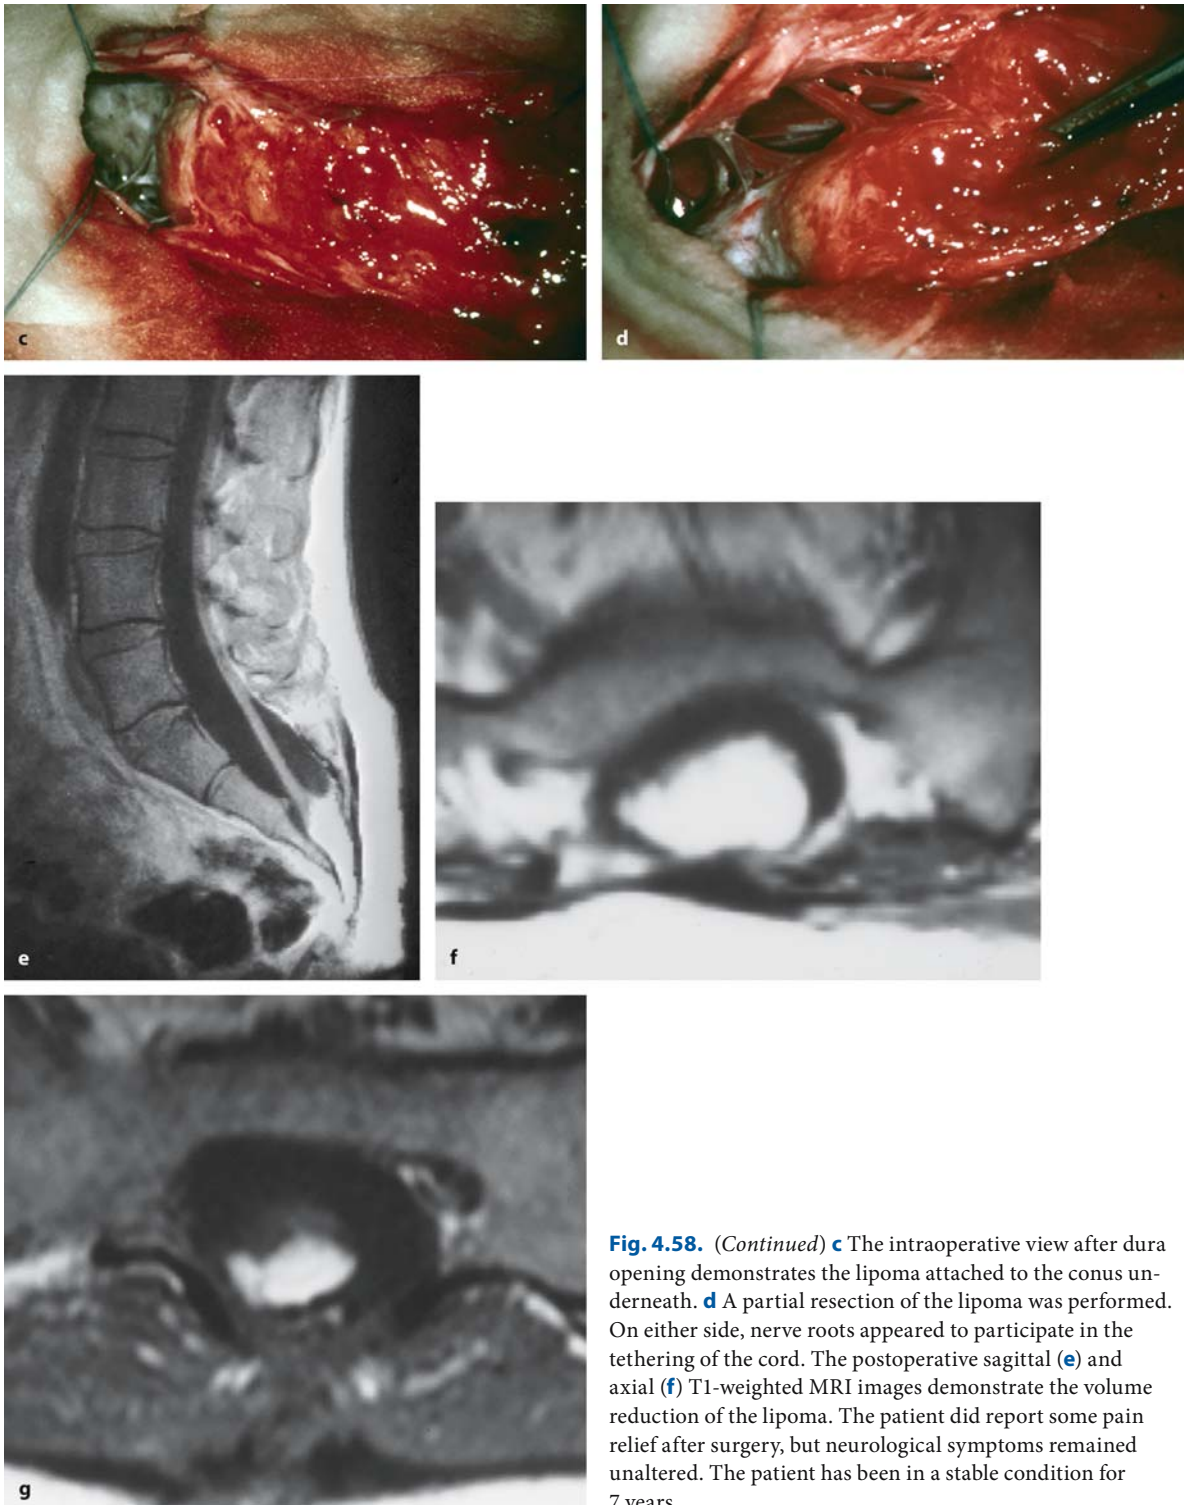 c
d
e
f
g
Fig. 4.58. (Continued) c The intraoperative view after dura
opening demonstrates the lipoma attached to the conus un-
derneath. d A partial resection of the lipoma was performed.
On either side, nerve roots appeared to participate in the
tethering of the cord. The postoperative sagittal (e) and
axial (f) T1-weighted MRI images demonstrate the volume
reduction of the lipoma. The patient did report some pain
relief after surgery, but neurological symptoms remained
unaltered. The patient has been in a stable condition for
7 years